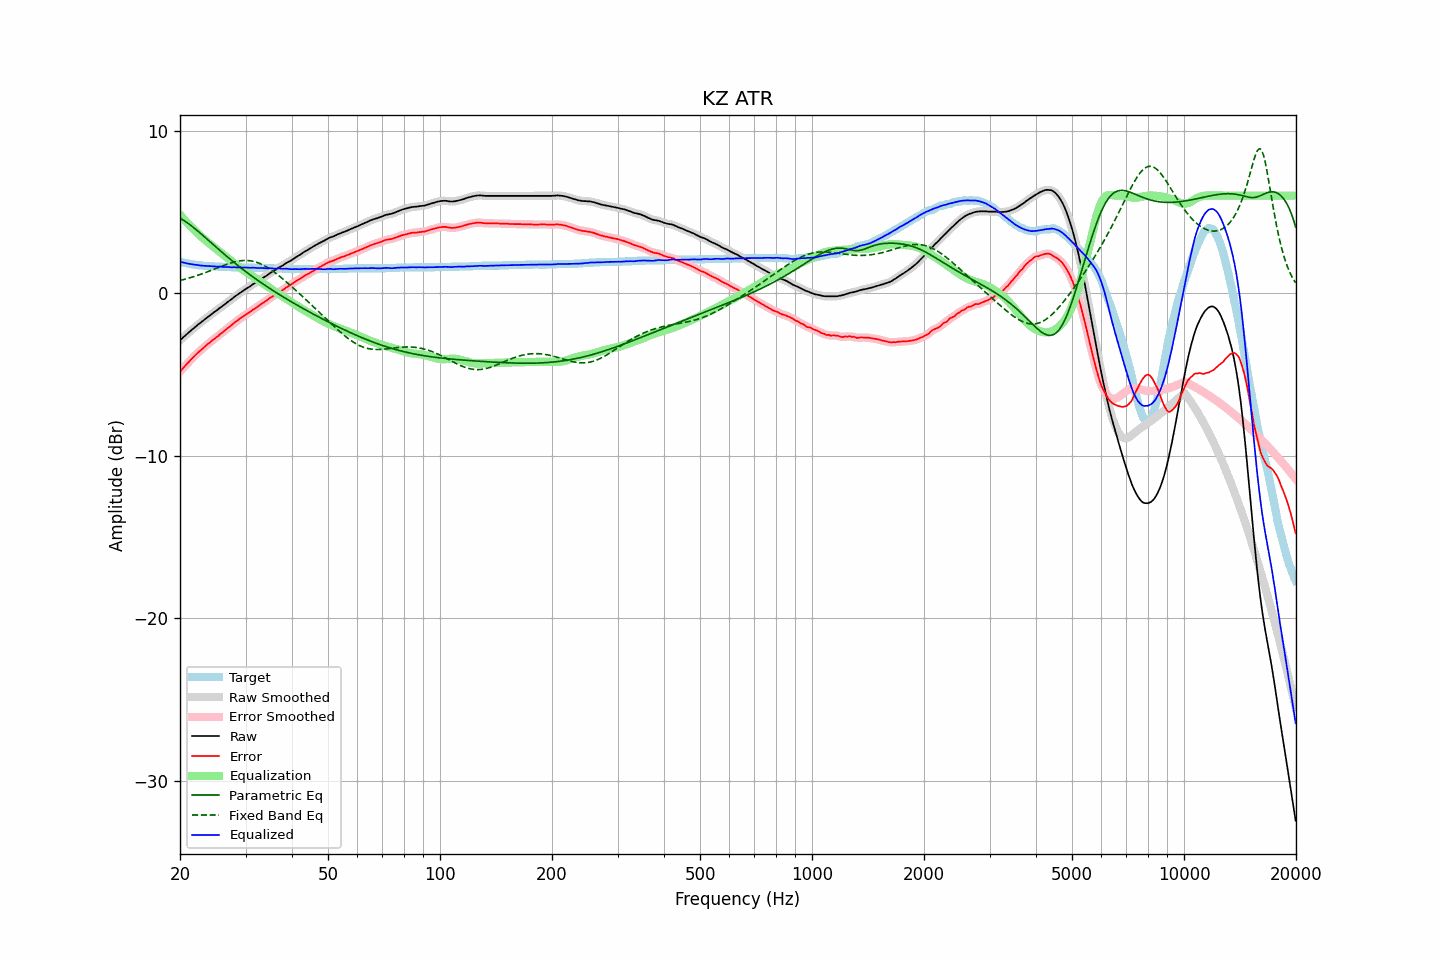 KZ ATR
10
0
−10
−20
−30
Amplitude (dBr)
Target
Raw Smoothed
Error Smoothed
Raw
Error
Equalization
Parametric Eq
Fixed Band Eq
Equalized
20 50 100 200 500 1000 2000 5000 10000 20000
Frequency (Hz)